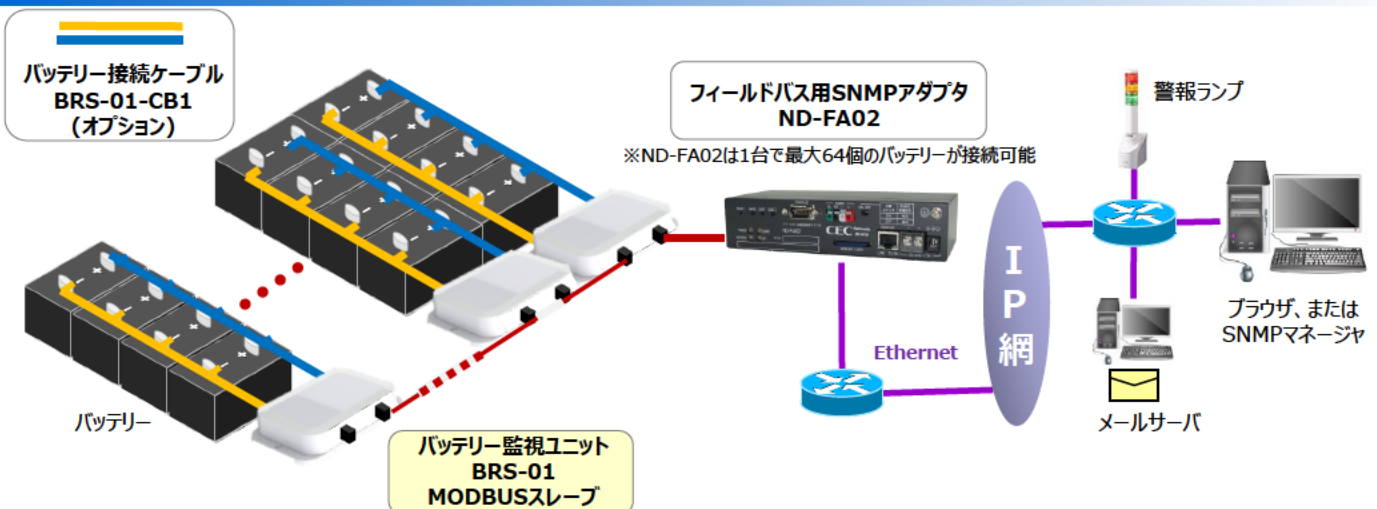 バッテリー接続ケーブル
BRS-01-CB1
(オプション)
フィールドバス用SNMPアダプタ
ND-FA02
※ND-FA02は1台で最大64個のバッテリーが接続可能
警報ランプ
CEC
IP網
Ethernet
ブラウザ、または
SNMPマネージャ
メールサーバ
バッテリー
バッテリー監視ユニット
BRS-01
MODBUSスレーブ